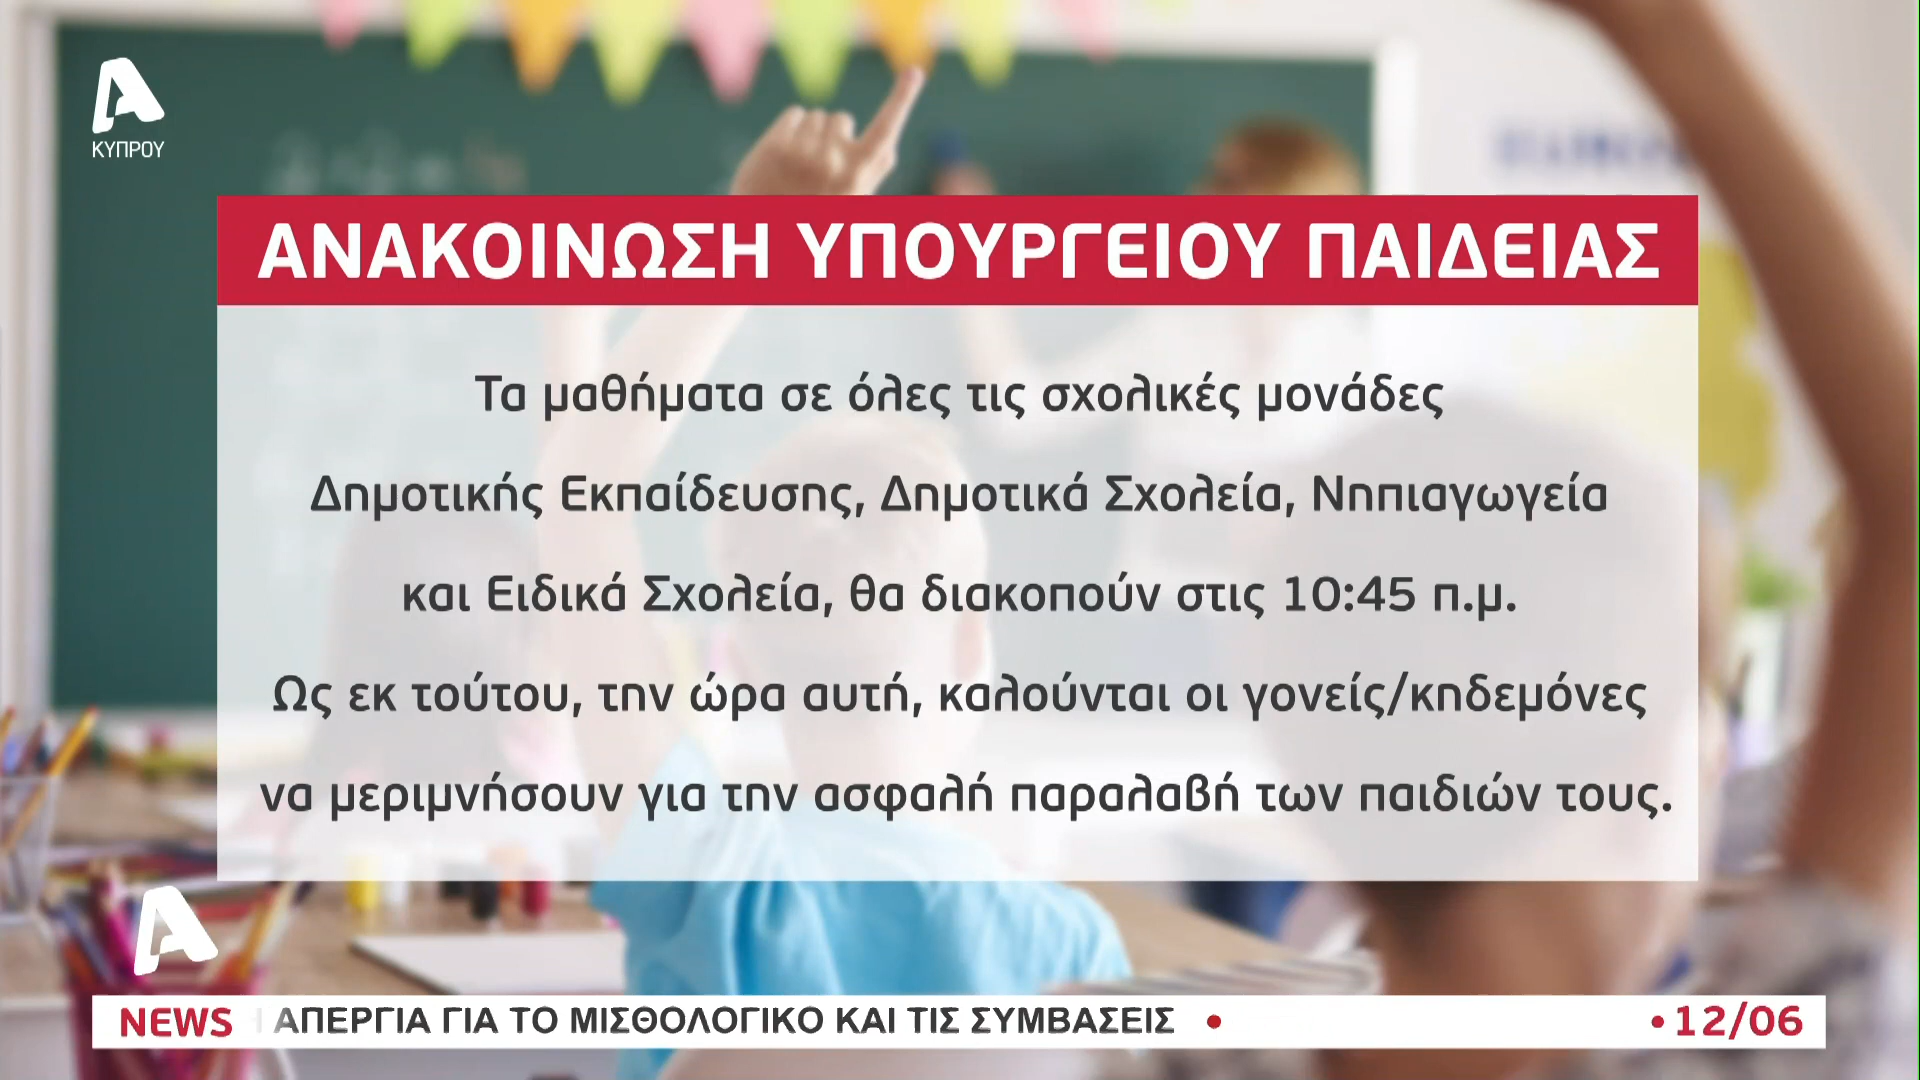 ΚΥΠΡΟΥ
ΑΝΑΚΟΙΝΩΣΗ ΥΠΟΥΡΓΕΙΟΥ ΠΑΙΔΕΙΑΣ
Τα μαθήματα σε όλες τις σχολικές μονάδες
Δημοτικής Εκπαίδευσης, Δημοτικά Σχολεία, Νηπιαγωγεία
και Ειδικά Σχολεία, θα διακοπούν στις 10:45 π.μ.
Ως εκ τούτου, την ώρα αυτή, καλούνται οι γονείς/κηδεμόνες
να μεριμνήσουν για την ασφαλή παραλαβή των παιδιών τους.
NEWS ΑΠΕΡΓΙΑ ΓΙΑ ΤΟ ΜΙΣΘΟΛΟΓΙΚΟ ΚΑΙ ΤΙΣ ΣΥΜΒΑΣΕΙΣ • •12/06